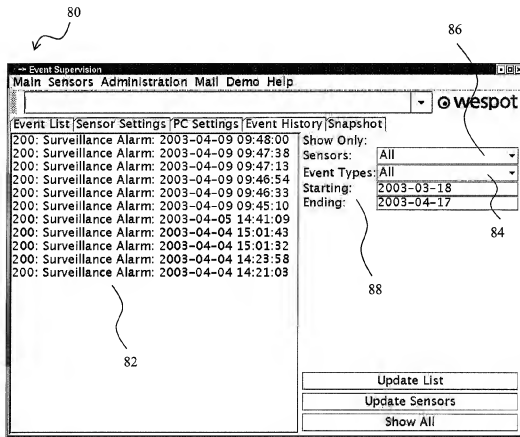 80
86
Event Supervision
Main Sensors Administration Mail Demo Help
wespot
Event List Sensor Settings PC Settings Event History Snapshot
200: Surveillance Alarm: 2003-04-09 09:48:00
200: Surveillance Alarm: 2003-04-09 09:47:38
200: Surveillance Alarm: 2003-04-09 09:47:13
200: Surveillance Alarm: 2003-04-09 09:46:54
200: Surveillance Alarm: 2003-04-09 09:46:33
200: Surveillance Alarm: 2003-04-09 09:45:10
200: Surveillance Alarm: 2003-04-05 14:41:09
200: Surveillance Alarm: 2003-04-04 15:01:43
200: Surveillance Alarm: 2003-04-04 15:01:32
200: Surveillance Alarm: 2003-04-04 14:23:58
200: Surveillance Alarm: 2003-04-04 14:21:03
Show Only:
Sensors: All
Event Types: All
Starting: 2003-03-18
Ending: 2003-04-17
84
88
82
Update List
Update Sensors
Show All